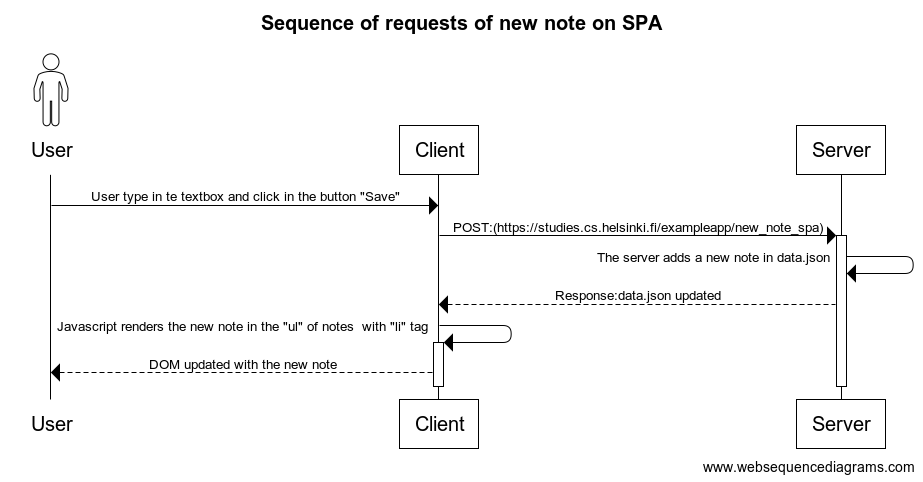 Sequence of requests of new note on SPA
User
Client
Server
User type in te textbox and click in the button "Save"
POST:(https://studies.cs.helsinki.fi/exampleapp/new_note_spa)
The server adds a new note in data.json
Response:data.json updated
Javascript renders the new note in the "ul" of notes  with "li" tag
DOM updated with the new note
User
Client
Server
www.websequencediagrams.com